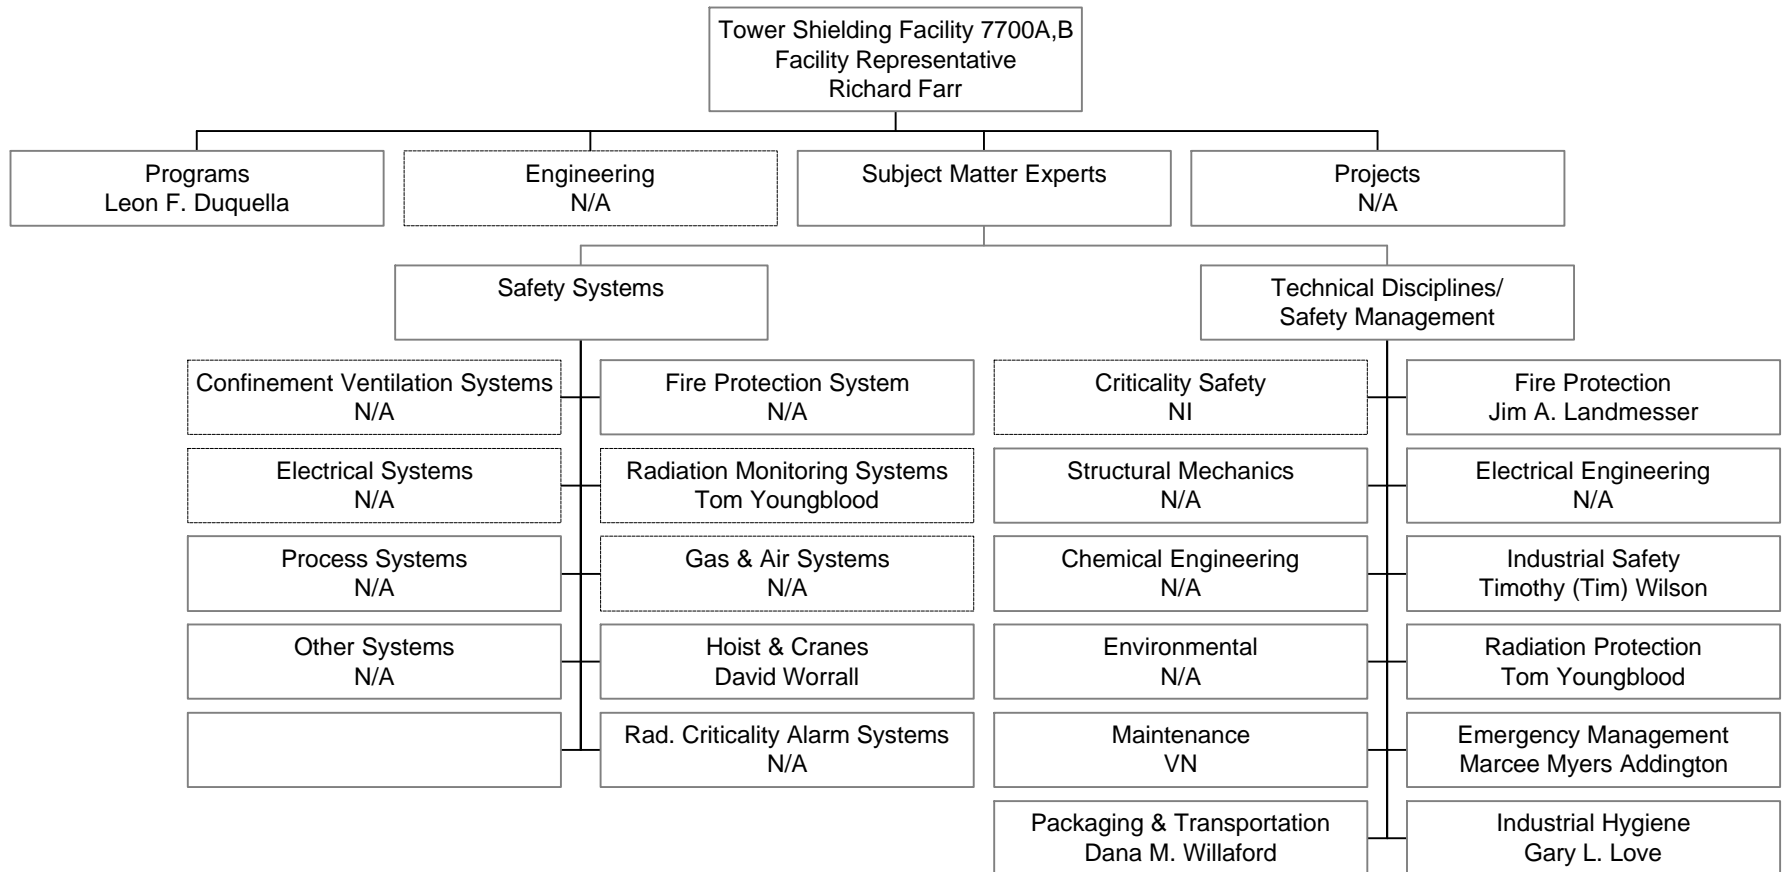 Tower Shielding Facility 7700A,B
Facility Representative
Richard Farr
Programs
Leon F. Duquella
Engineering
N/A
Subject Matter Experts
Projects
N/A
Safety Systems
Technical Disciplines/
Safety Management
Confinement Ventilation Systems
N/A
Fire Protection System
N/A
Electrical Systems
N/A
Radiation Monitoring Systems
Tom Youngblood
Process Systems
N/A
Gas & Air Systems
N/A
Other Systems
N/A
Hoist & Cranes
David Worrall
Rad. Criticality Alarm Systems
N/A
Criticality Safety
NI
Fire Protection
Jim A. Landmesser
Structural Mechanics
N/A
Electrical Engineering
N/A
Chemical Engineering
N/A
Industrial Safety
Timothy (Tim) Wilson
Environmental
N/A
Radiation Protection
Tom Youngblood
Maintenance
VN
Emergency Management
Marcee Myers Addington
Packaging & Transportation
Dana M. Willaford
Industrial Hygiene
Gary L. Love